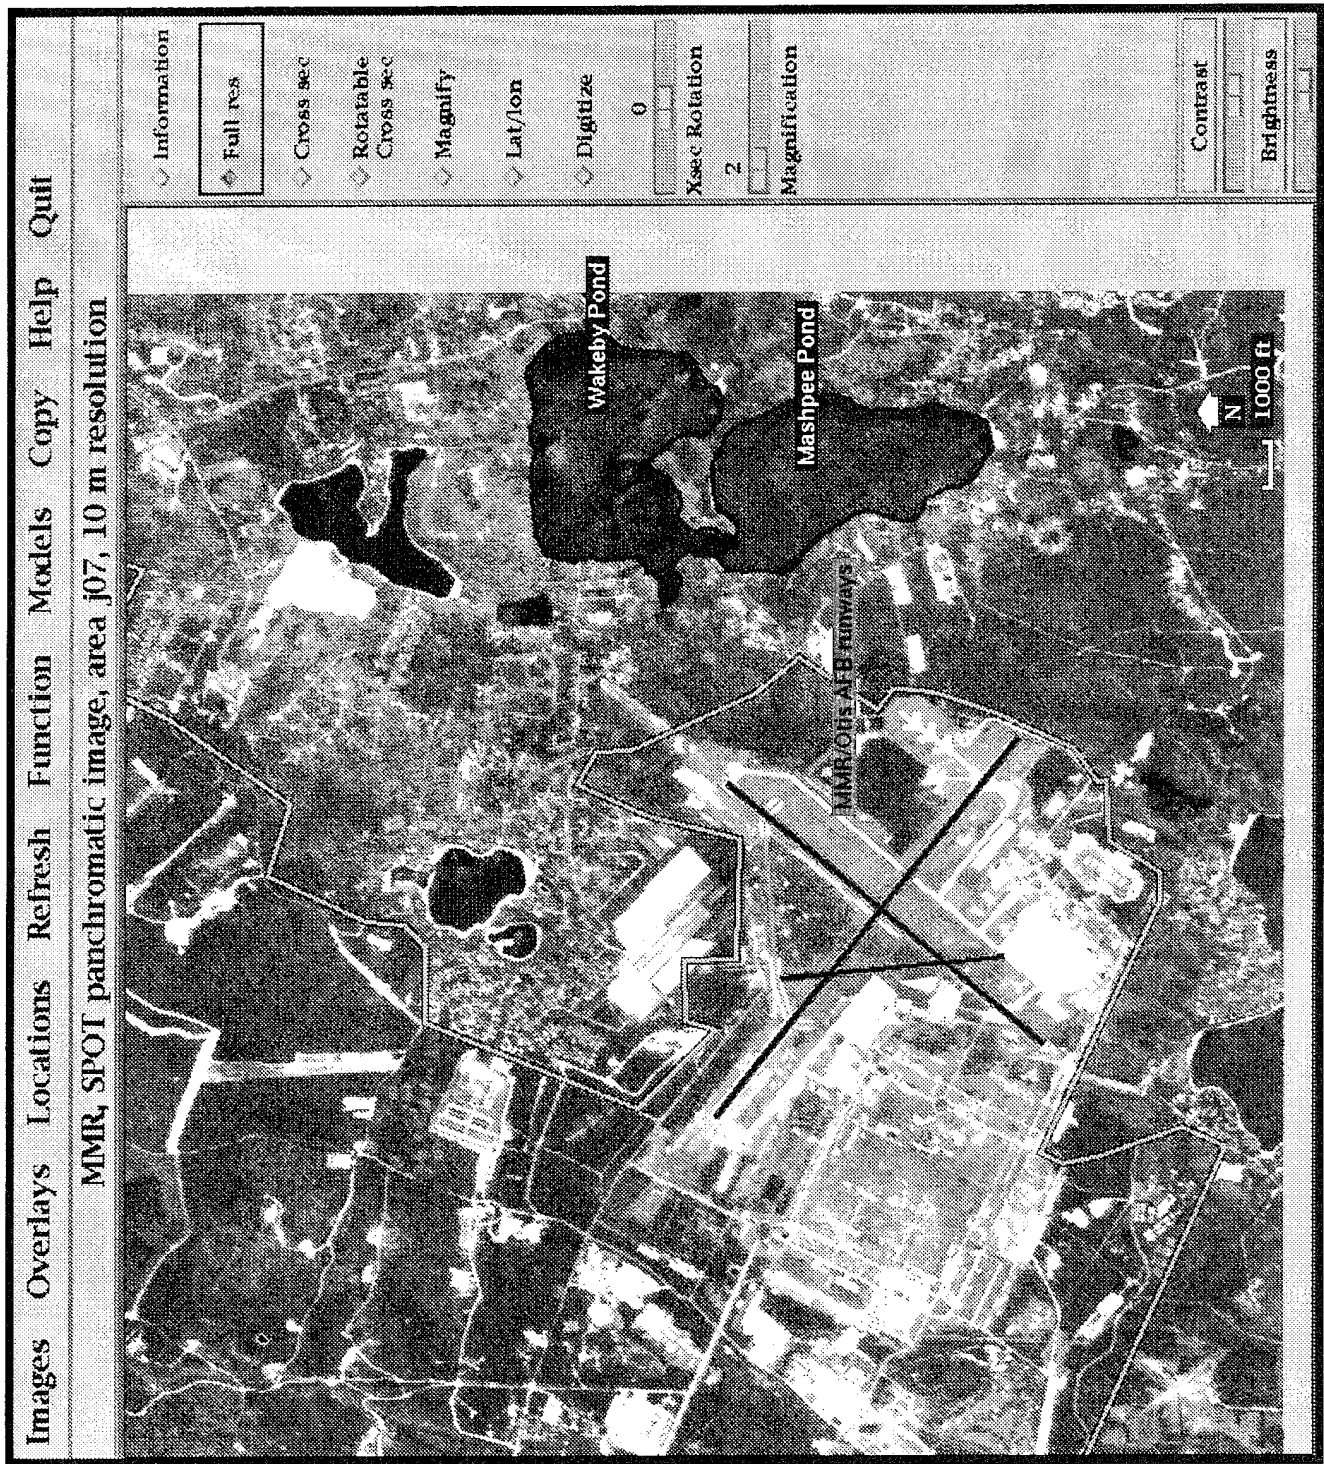 Images Overlays Locations Refresh Function Models Copy Help Quit
MMR, SPOT panchromatic image, area j07, 10 m resolution
Information
Full res
Cross sec
Rotatable
Cross sec
Magnify
Lat/lon
Digitize
0
Xsec Rotation
2
Magnification
Contrast
Brightness
Wakeby Pond
Mashpee Pond
MMR/Otis AFB runways
N
1000 ft